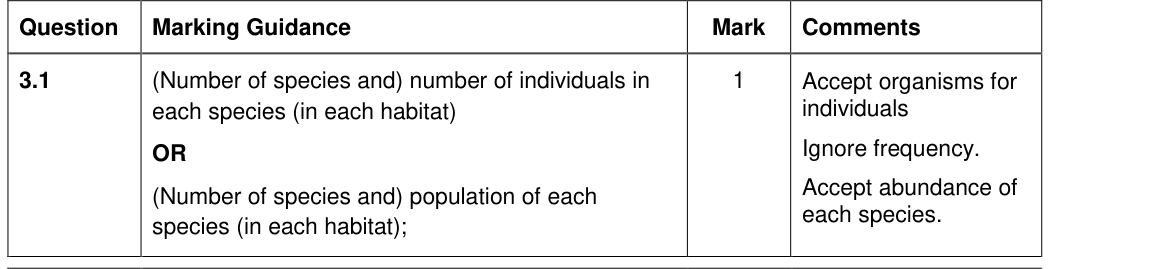 Question Marking Guidance Mark Comments
3.1 (Number of species and) number of individuals in each species (in each habitat) 1 Accept organisms for individuals
OR Ignore frequency.
(Number of species and) population of each species (in each habitat); Accept abundance of each species.